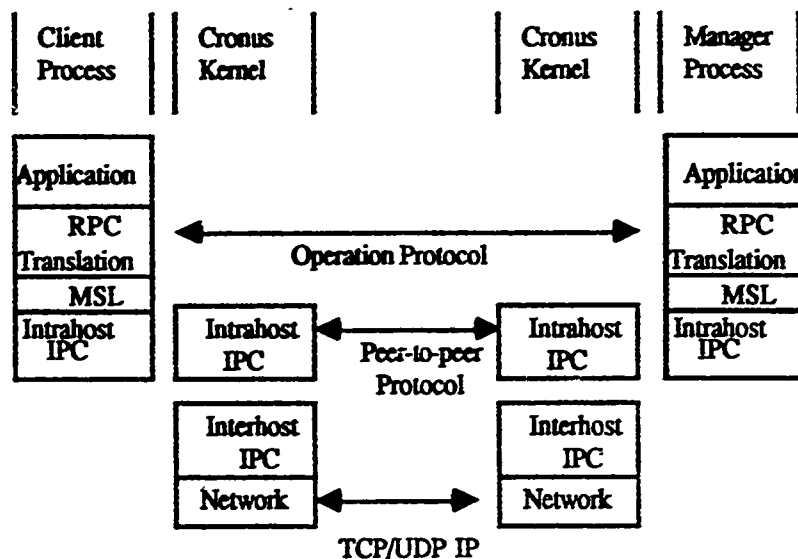 Client Process
Cronus Kernel
Cronus Kernel
Manager Process
Application
RPC
Translation
MSL
Intrahost
IPC
Operation Protocol
Application
RPC
Translation
MSL
Intrahost
IPC
Intrahost
IPC
Peer-to-peer
Protocol
Intrahost
IPC
Interhost
IPC
Network
Interhost
IPC
Network
TCP/UDP IP